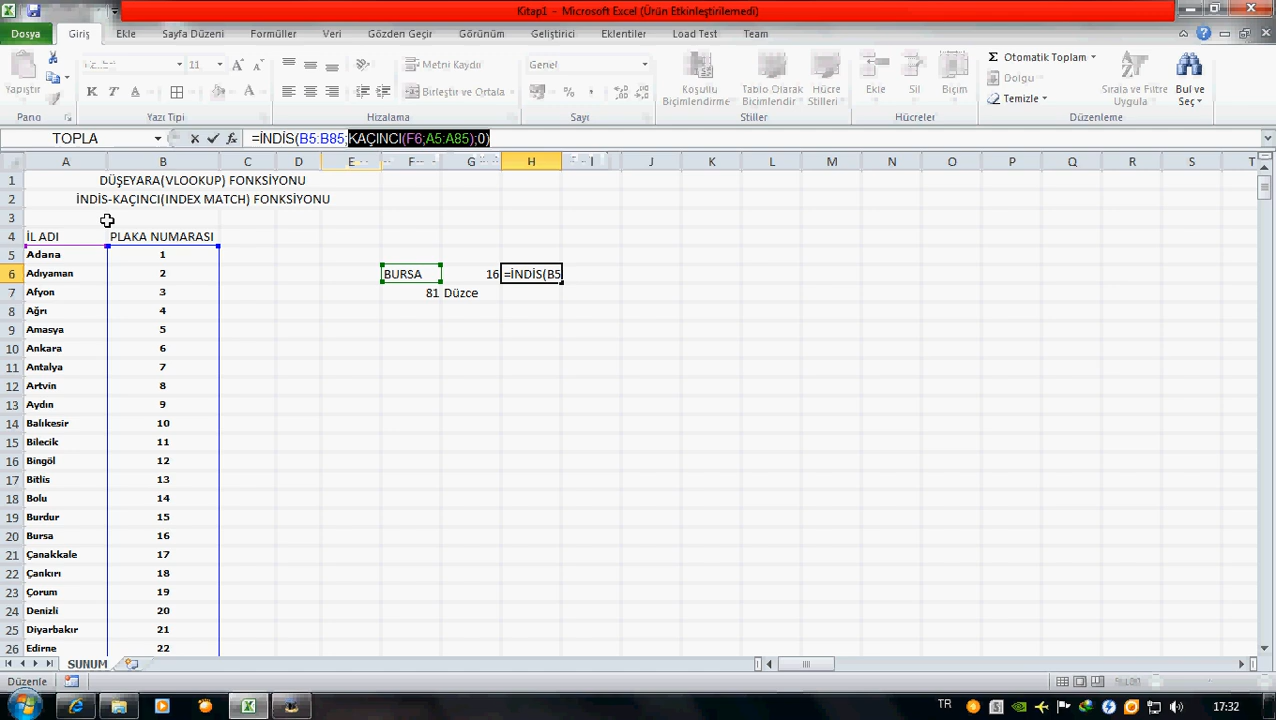 Kitap1 - Microsoft Excel (Ürün Etkinleştirilemedi)
Dosya Giriş Ekle Sayfa Düzeni Formüller Veri Gözden Geçir Görünüm Geliştirici Eklentiler Load Test Team
Yapıştır
11
K T A
Metni Kaydır
Birleştir ve Ortala
Genel
%
Koşullu Biçimlendirme
Tablo Olarak Biçimlendir
Hücre Stilleri
Ekle Sil Biçim
Σ Otomatik Toplam
Dolgu
Temizle
Sırala ve Filtre Uygula
Bul ve Seç
Pano Yazı Tipi Hizalama Sayı Stiller Hücreler Düzenleme
TOPLA =İNDİS(B5:B85;KAÇINCI(F6;A5:A85);0)
A B C D E F G H I J K L M N O P Q R S T
1 DÜŞEYARA(VLOOKUP) FONKSİYONU
2 İNDİS-KAÇINCI(INDEX MATCH) FONKSİYONU
3
4 İL ADI PLAKA NUMARASI
5 Adana 1
6 Adıyaman 2 BURSA 16 =İNDİS(B5
7 Afyon 3 81 Düzce
8 Ağrı 4
9 Amasya 5
10 Ankara 6
11 Antalya 7
12 Artvin 8
13 Aydın 9
14 Balıkesir 10
15 Bilecik 11
16 Bingöl 12
17 Bitlis 13
18 Bolu 14
19 Burdur 15
20 Bursa 16
21 Çanakkale 17
22 Çankırı 18
23 Çorum 19
24 Denizli 20
25 Diyarbakır 21
26 Edirne 22
SUNUM
Düzenle
TR 17:32